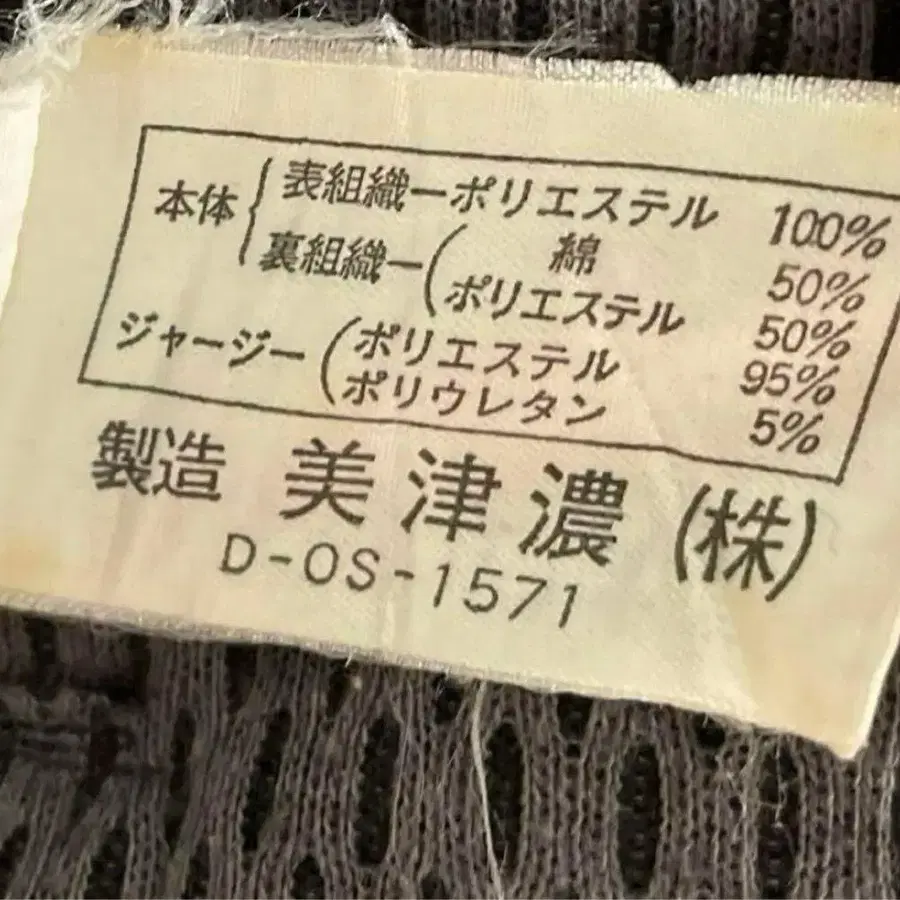 本体 表組織ーポリエステル 100%
裏組織ー 綿 50%
ポリエステル 50%
ジャージー ポリエステル 95%
ポリウレタン 5%
製造 美津濃 (株)
D-OS-1571